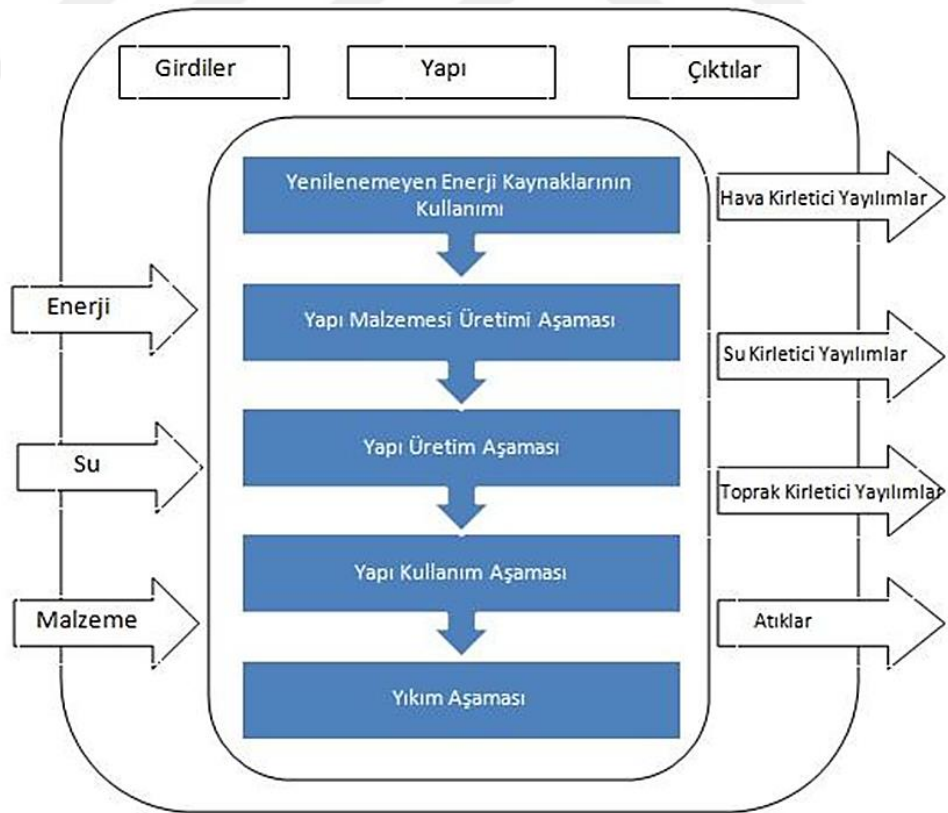 Girdiler
Yapı
Çıktılar
Yenilenemeyen Enerji Kaynaklarının
Kullanımı
Yapı Malzemesi Üretimi Aşaması
Yapı Üretim Aşaması
Yapı Kullanım Aşaması
Yıkım Aşaması
Enerji
Su
Malzeme
Hava Kirletici Yayılımlar
Su Kirletici Yayılımlar
Toprak Kirletici Yayılımlar
Atıklar